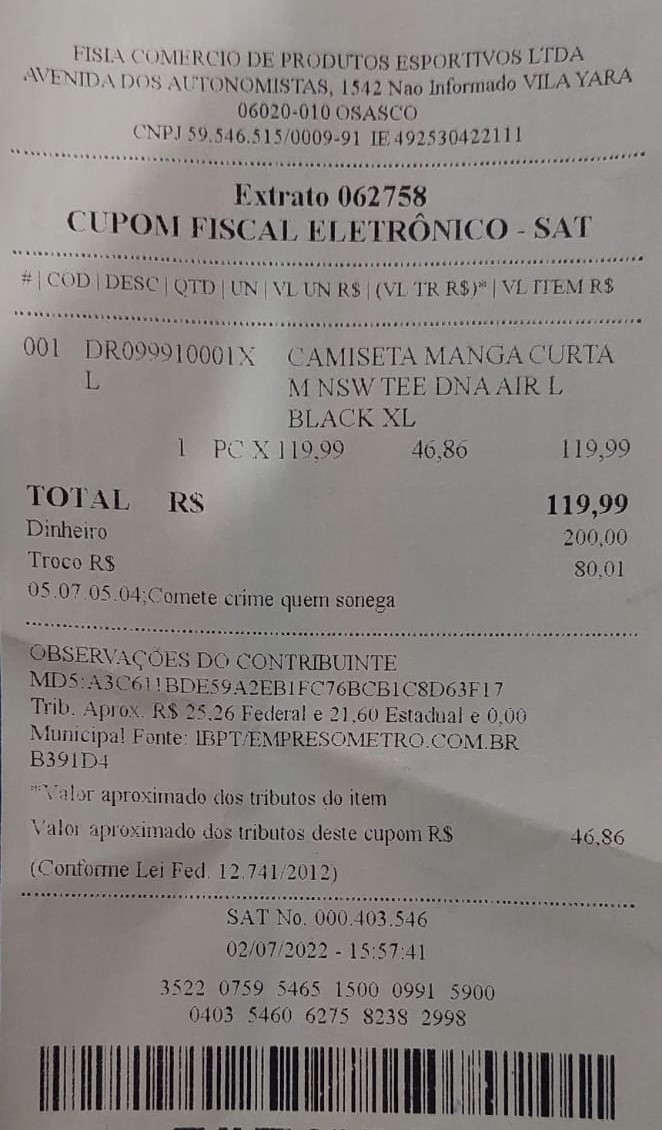 FISIA COMERCIO DE PRODUTOS ESPORTIVOS LTDA
AVENIDA DOS AUTONOMISTAS, 1542 Nao Informado VILA YARA
06020-010 OSASCO
CNPJ 59.546.515/0009-91 IE 492530422111
Extrato 062758
CUPOM FISCAL ELETRÔNICO - SAT
# | COD | DESC | QTD | UN | VL UN R$ | (VL TR R$)* | VL ITEM R$
001 DR099910001X CAMISETA MANGA CURTA
L M NSW TEE DNA AIR L
BLACK XL
1 PC X 119,99 46,86 119,99
TOTAL R$ 119,99
Dinheiro 200,00
Troco R$ 80,01
05.07.05.04;Comete crime quem sonega
OBSERVAÇÕES DO CONTRIBUINTE
MD5:A3C611BDE59A2EB1FC76BCB1C8D63F17
Trib. Aprox. R$ 25,26 Federal e 21,60 Estadual e 0,00
Municipal Fonte: IBPT/EMPRESOMETRO.COM.BR
B391D4
*Valor aproximado dos tributos do item
Valor aproximado dos tributos deste cupom R$ 46,86
(Conforme Lei Fed. 12.741/2012)
SAT No. 000.403.546
02/07/2022 - 15:57:41
3522 0759 5465 1500 0991 5900
0403 5460 6275 8238 2998